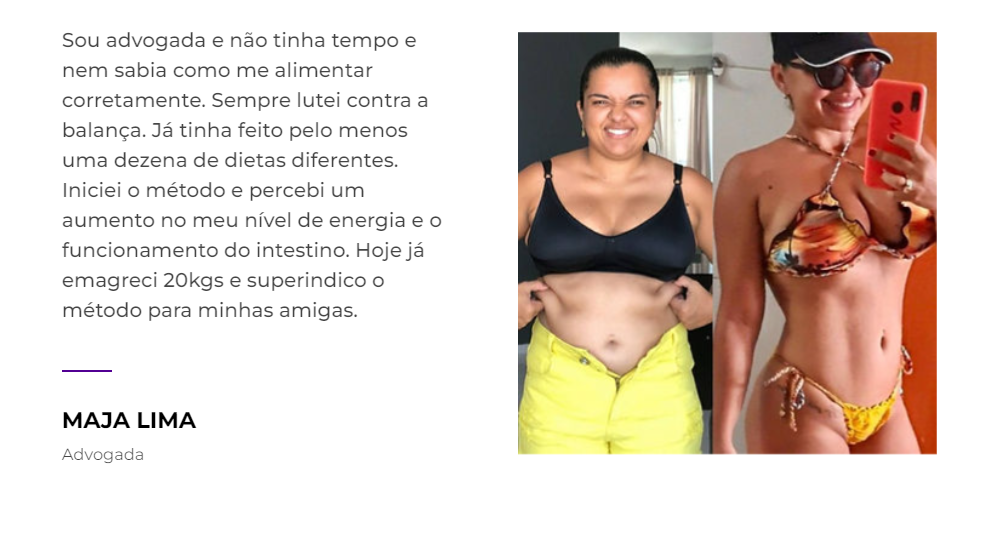 Sou advogada e não tinha tempo e
nem sabia como me alimentar
corretamente. Sempre lutei contra a
balança. Já tinha feito pelo menos
uma dezena de dietas diferentes.
Iniciei o método e percebi um
aumento no meu nível de energia e o
funcionamento do intestino. Hoje já
emagreci 20kgs e superindico o
método para minhas amigas.
MAJA LIMA
Advogada